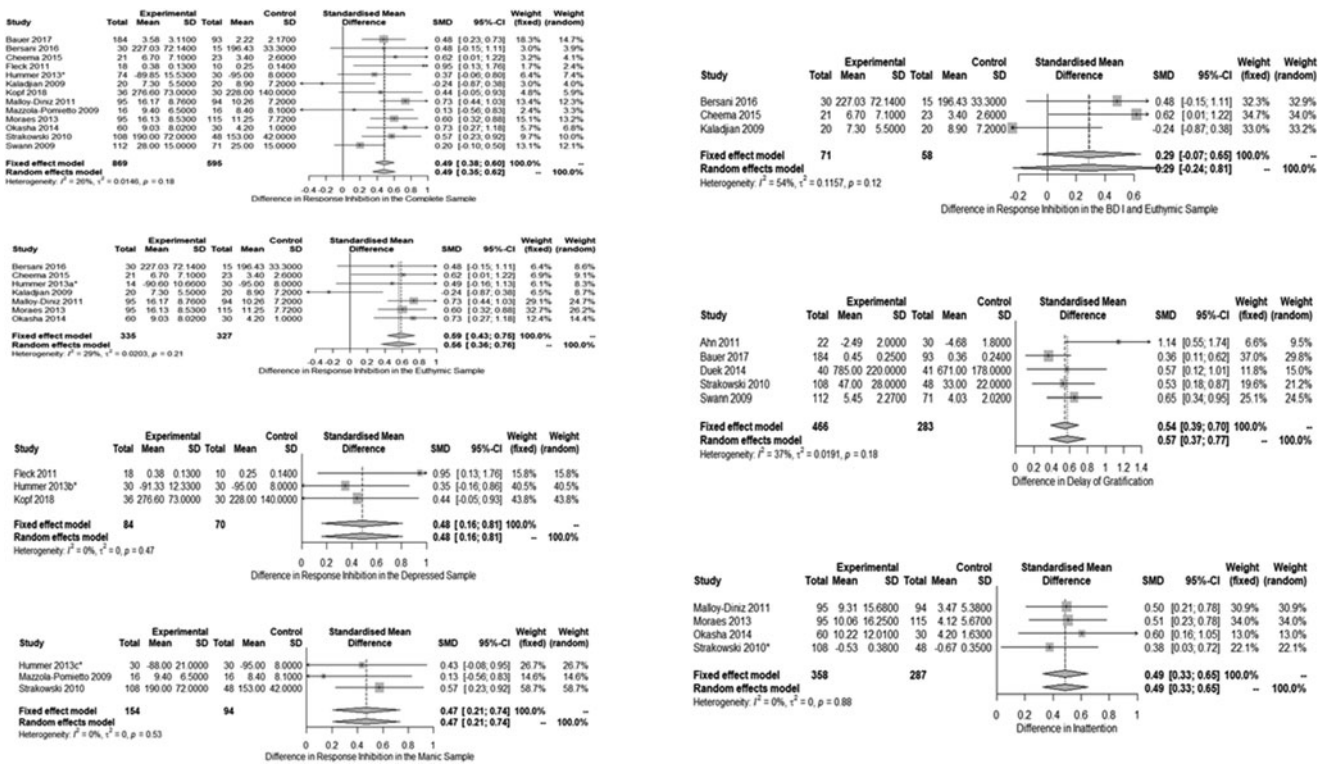 Experimental Control Standardised Mean Weight Weight
Study Total Mean SD Total Mean SD Difference SMD 95%-CI (fixed) (random)
Bauer 2017 184 3.58 3.1100 93 2.22 2.1700 0.48 [0.23; 0.73] 18.3% 14.7%
Bersani 2016 30 227.03 72.1400 15 196.43 33.3000 0.48 [-0.15; 1.11] 3.0% 3.9%
Cheema 2015 21 6.70 7.1000 23 3.40 2.6000 0.62 [0.01; 1.22] 3.2% 4.1%
Fleck 2011 18 0.38 0.1300 10 0.25 0.1400 0.95 [0.13; 1.76]
Hummer 2013* 74 -89.85 15.5300 30 -95.00 8.0000 0.37 [-0.06; 0.80] 6.4% 7.4%
Kaladjian 2009 20 7.30 5.5000 20 8.90 7.2000 -0.24 [-0.87; 0.38]
Kopf 2018 36 276.60 73.0000 30 228.00 140.0000 0.44 [-0.05; 0.93]
Malloy-Diniz 2011 95 16.17 8.7600 94 10.26 7.2000 0.73 [0.44; 1.03] 13.4% 12.3%
Mazzola-Pomietto 2009 16 9.40 6.5000 16 8.40 8.1000 0.13 [-0.56; 0.83]
Moraes 2013 95 16.13 8.5300 115 11.25 7.7200 0.60 [0.32; 0.88] 15.1% 13.2%
Okasha 2014 60 9.03 8.0200 30 4.20 1.0000 0.73 [0.27; 1.18]
Strakowski 2010 108 190.00 72.0000 48 153.00 42.0000 0.57 [0.23; 0.92]
Swann 2009 112 28.00 15.0000 71 25.00 15.0000 0.20 [-0.10; 0.50] 13.1% 12.1%
Fixed effect model 869 595 0.49 [0.38; 0.60] 100.0% --
Random effects model 0.49 [0.35; 0.62] -- 100.0%
Heterogeneity: I² = 26%, τ² = 0.0146, p = 0.18
-1 -0.5 0 0.5 1 1.5
Difference in Response Inhibition in the Complete Sample
Experimental Control Standardised Mean Weight Weight
Study Total Mean SD Total Mean SD Difference SMD 95%-CI (fixed) (random)
Bersani 2016 30 227.03 72.1400 15 196.43 33.3000 0.48 [-0.15; 1.11] 6.4% 8.6%
Cheema 2015 21 6.70 7.1000 23 3.40 2.6000 0.62 [0.01; 1.22] 6.9% 9.1%
Hummer 2013a* 14 -90.60 10.6600 30 -95.00 8.0000 0.49 [-0.16; 1.13] 6.1% 8.3%
Kaladjian 2009 20 7.30 5.5000 20 8.90 7.2000 -0.24 [-0.87; 0.38]
Malloy-Diniz 2011 95 16.17 8.7600 94 10.26 7.2000 0.73 [0.44; 1.03] 29.1% 24.7%
Moraes 2013 95 16.13 8.5300 115 11.25 7.7200 0.60 [0.32; 0.88] 32.7% 26.2%
Okasha 2014 60 9.03 8.0200 30 4.20 1.0000 0.73 [0.27; 1.18] 12.4% 14.4%
Fixed effect model 335 327 0.59 [0.43; 0.75] 100.0% --
Random effects model 0.56 [0.36; 0.76] -- 100.0%
Heterogeneity: I² = 29%, τ² = 0.0203, p = 0.21
-0.5 0 0.5 1
Difference in Response Inhibition in the Euthymic Sample
Experimental Control Standardised Mean Weight Weight
Study Total Mean SD Total Mean SD Difference SMD 95%-CI (fixed) (random)
Fleck 2011 18 0.38 0.1300 10 0.25 0.1400 0.95 [0.13; 1.76] 15.8% 15.8%
Hummer 2013b* 30 -91.33 12.3300 30 -95.00 8.0000 0.35 [-0.16; 0.86] 40.5% 40.5%
Kopf 2018 36 276.60 73.0000 30 228.00 140.0000 0.44 [-0.05; 0.93] 43.8% 43.8%
Fixed effect model 84 70 0.48 [0.16; 0.81] 100.0% --
Random effects model 0.48 [0.16; 0.81] -- 100.0%
Heterogeneity: I² = 0%, τ² = 0, p = 0.47
0 0.2 0.4 0.6 0.8 1
Difference in Response Inhibition in the Depressed Sample
Experimental Control Standardised Mean Weight Weight
Study Total Mean SD Total Mean SD Difference SMD 95%-CI (fixed) (random)
Hummer 2013c* 30 -88.00 21.0000 30 -95.00 8.0000 0.43 [-0.08; 0.95] 26.7% 26.7%
Mazzola-Pomietto 2009 16 9.40 6.5000 16 8.40 8.1000 0.13 [-0.56; 0.83] 14.6% 14.6%
Strakowski 2010 108 190.00 72.0000 48 153.00 42.0000 0.57 [0.23; 0.92] 58.7% 58.7%
Fixed effect model 154 94 0.47 [0.21; 0.74] 100.0% --
Random effects model 0.47 [0.21; 0.74] -- 100.0%
Heterogeneity: I² = 0%, τ² = 0, p = 0.53
0 0.2 0.4 0.6 0.8 1
Difference in Response Inhibition in the Manic Sample
Experimental Control Standardised Mean Weight Weight
Study Total Mean SD Total Mean SD Difference SMD 95%-CI (fixed) (random)
Bersani 2016 30 227.03 72.1400 15 196.43 33.3000 0.48 [-0.15; 1.11] 32.3% 32.9%
Cheema 2015 21 6.70 7.1000 23 3.40 2.6000 0.62 [0.01; 1.22] 34.7% 34.0%
Kaladjian 2009 20 7.30 5.5000 20 8.90 7.2000 -0.24 [-0.87; 0.38] 33.0% 33.2%
Fixed effect model 71 58 0.29 [-0.07; 0.65] 100.0% --
Random effects model 0.29 [-0.24; 0.81] -- 100.0%
Heterogeneity: I² = 54%, τ² = 0.1157, p = 0.12
-0.2 0 0.2 0.4 0.6
Difference in Response Inhibition in the BD I and Euthymic Sample
Experimental Control Standardised Mean Weight Weight
Study Total Mean SD Total Mean SD Difference SMD 95%-CI (fixed) (random)
Ahn 2011 22 -2.49 2.0000 30 -4.68 1.8000 1.14 [0.55; 1.74] 6.6% 9.5%
Bauer 2017 184 0.45 0.2500 93 0.36 0.2400 0.36 [0.11; 0.62] 37.0% 29.8%
Duek 2014 40 785.00 220.0000 41 671.00 178.0000 0.57 [0.12; 1.01] 11.8% 15.0%
Strakowski 2010 108 47.00 28.0000 48 33.00 22.0000 0.53 [0.18; 0.87] 19.6% 21.2%
Swann 2009 112 5.45 2.2700 71 4.03 2.0200 0.65 [0.34; 0.95] 25.1% 24.5%
Fixed effect model 466 283 0.54 [0.39; 0.70] 100.0% --
Random effects model 0.57 [0.37; 0.77] -- 100.0%
Heterogeneity: I² = 37%, τ² = 0.0191, p = 0.18
0 0.2 0.4 0.6 0.8 1 1.2 1.4
Difference in Delay of Gratification
Experimental Control Standardised Mean Weight Weight
Study Total Mean SD Total Mean SD Difference SMD 95%-CI (fixed) (random)
Malloy-Diniz 2011 95 9.31 15.6800 94 3.47 5.3800 0.50 [0.21; 0.78] 30.9% 30.9%
Moraes 2013 95 10.06 16.2500 115 4.12 5.6700 0.51 [0.23; 0.78] 34.0% 34.0%
Okasha 2014 60 10.22 12.0100 30 4.20 1.6300 0.60 [0.16; 1.05] 13.0% 13.0%
Strakowski 2010* 108 -0.53 0.3800 48 -0.67 0.3500 0.38 [0.03; 0.72] 22.1% 22.1%
Fixed effect model 358 287 0.49 [0.33; 0.65] 100.0% --
Random effects model 0.49 [0.33; 0.65] -- 100.0%
Heterogeneity: I² = 0%, τ² = 0, p = 0.88
0 0.2 0.4 0.6 0.8 1
Difference in Inattention